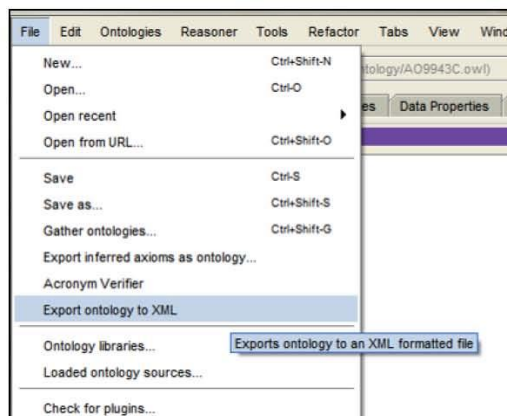 File Edit Ontologies Reasoner Tools Refactor Tabs View
New... Ctrl+Shift-N
tology/AO9943C.owl)
Open... Ctrl-O
es Data Properties
Open recent
Open from URL... Ctrl+Shift-O
Save Ctrl-S
Save as... Ctrl+Shift-S
Gather ontologies... Ctrl+Shift-G
Export inferred axioms as ontology...
Acronym Verifier
Export ontology to XML
Exports ontology to an XML formatted file
Ontology libraries...
Loaded ontology sources...
Check for plugins...